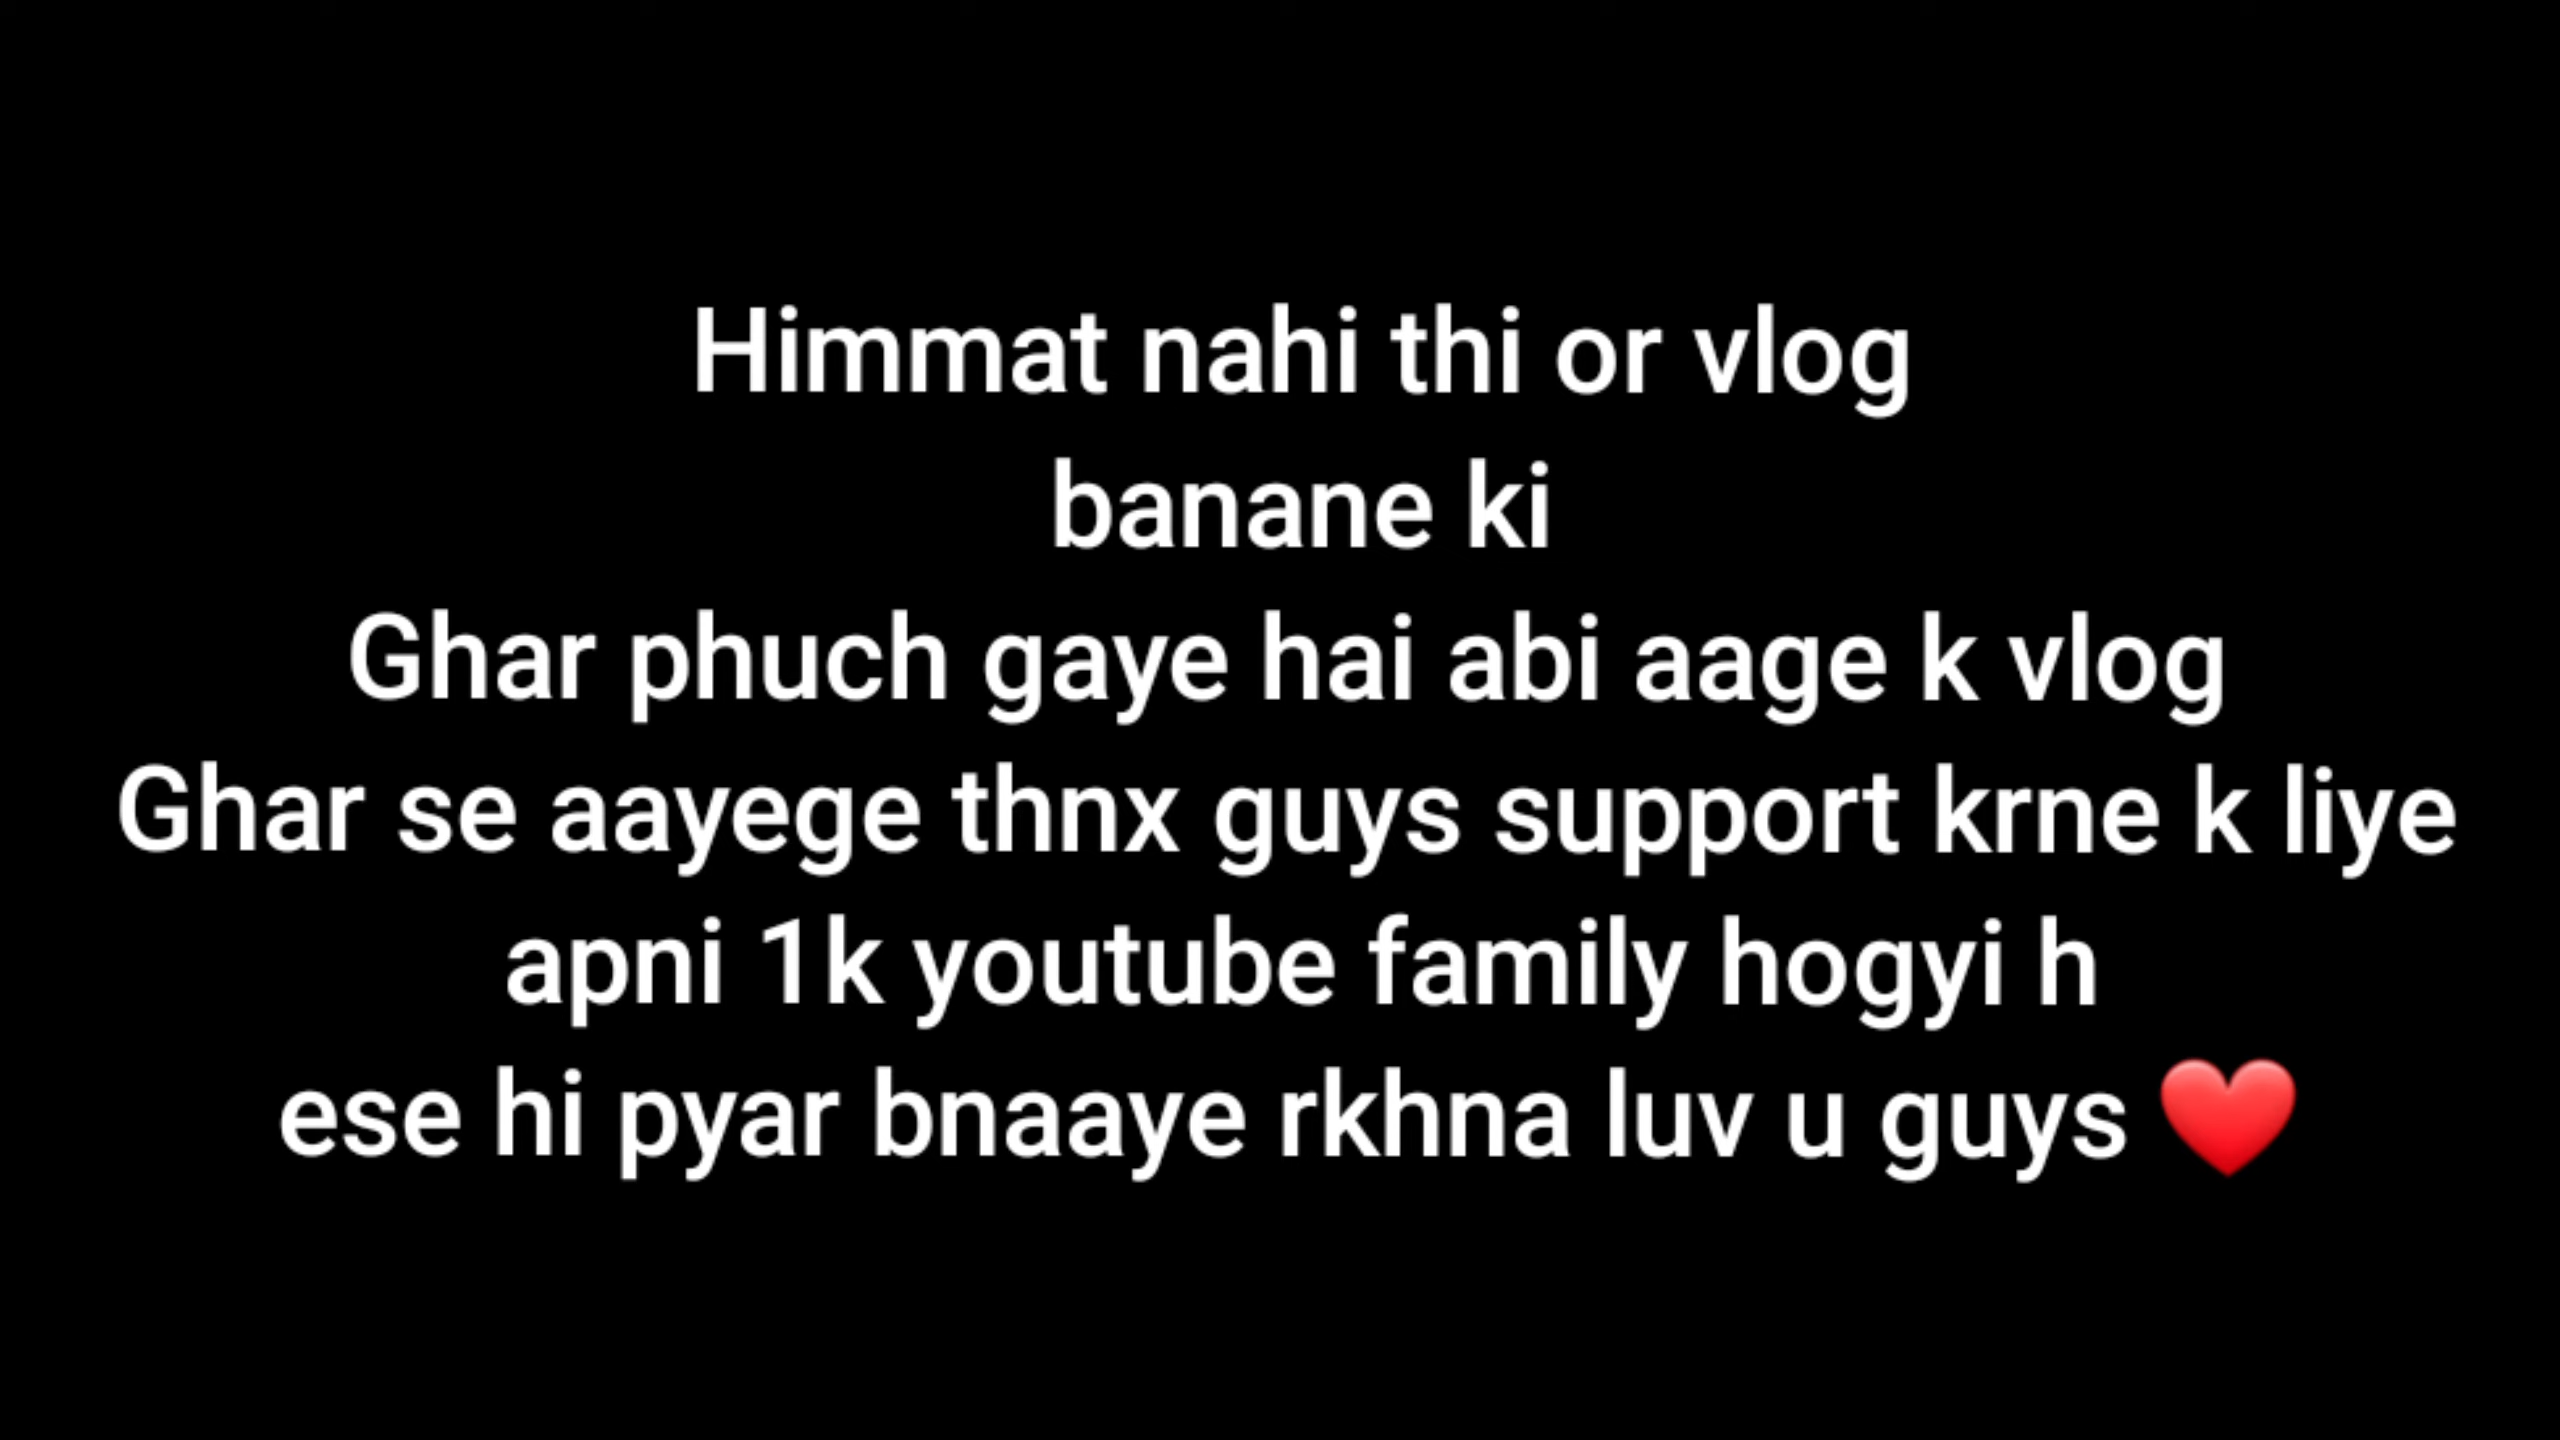 Himmat nahi thi or vlog
banane ki
Ghar phuch gaye hai abi aage k vlog
Ghar se aayege thnx guys support krne k liye
apni 1k youtube family hogyi h
ese hi pyar bnaaye rkhna luv u guys ❤️